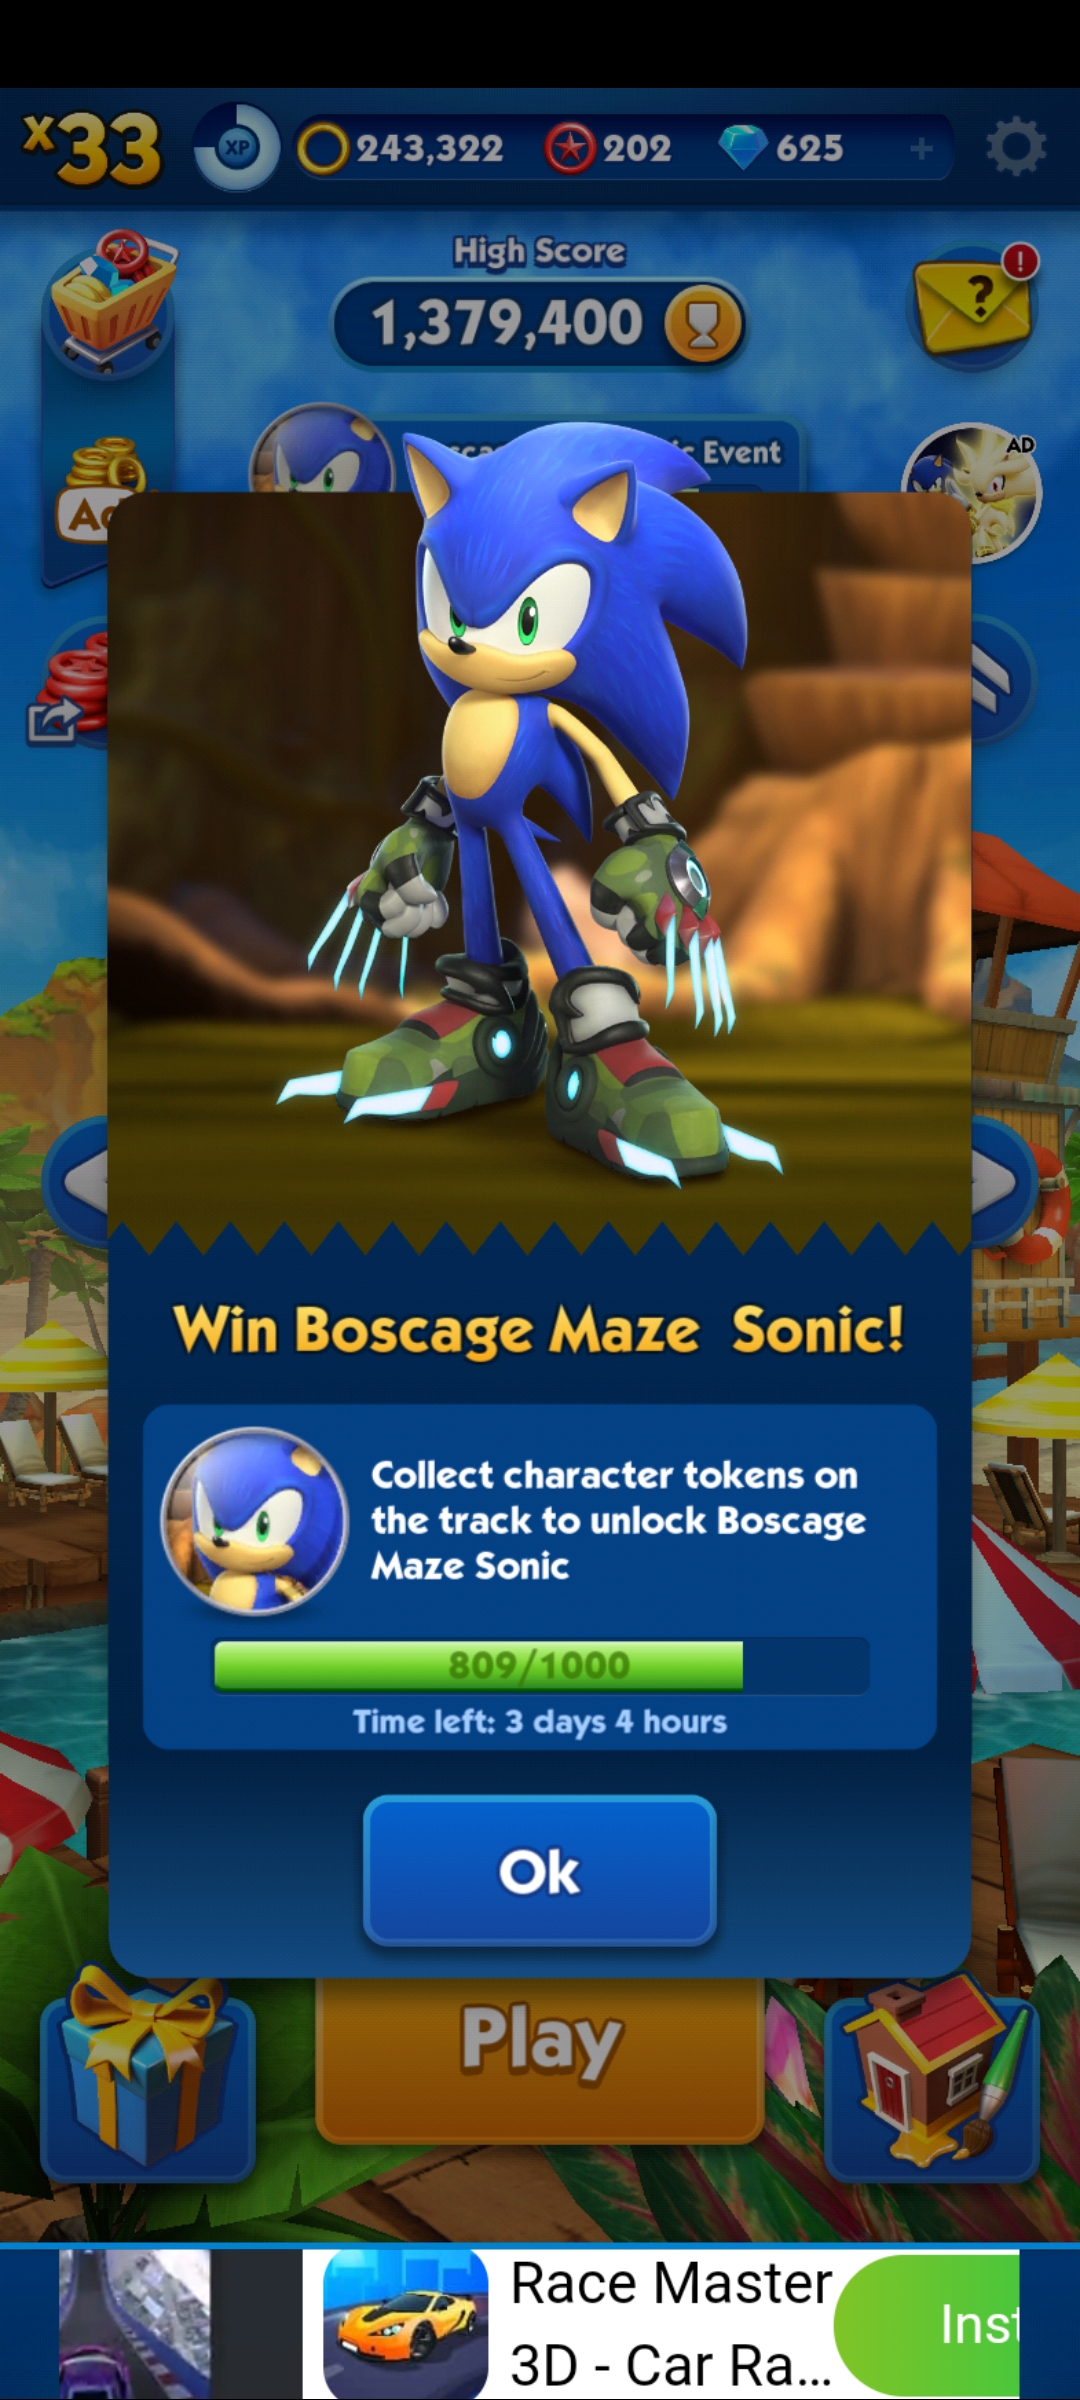 x33
XP
243,322
202
625
+
High Score
1,379,400
!
?
Event
AD
Win Boscage Maze Sonic!
Collect character tokens on
the track to unlock Boscage
Maze Sonic
809/1000
Time left: 3 days 4 hours
Ok
Play
Race Master
3D - Car Ra...